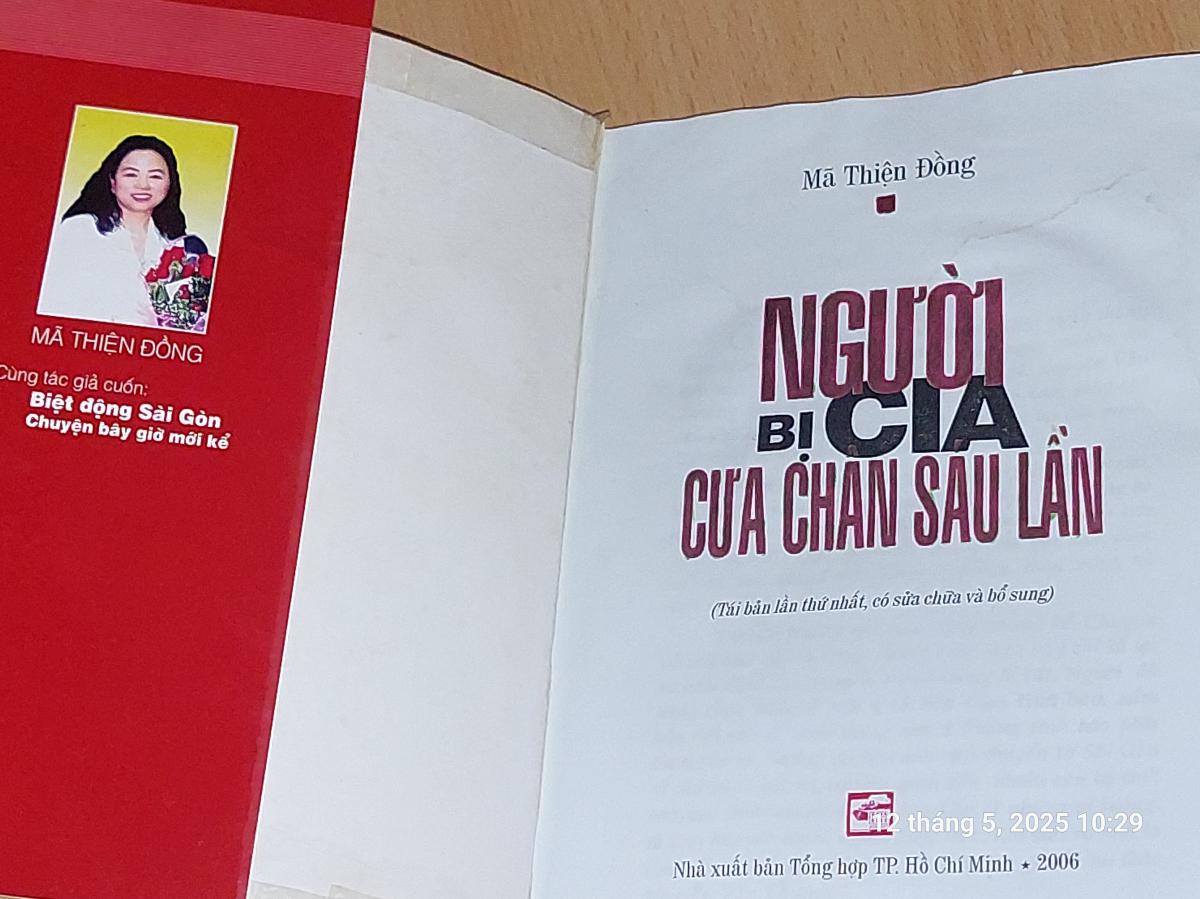 MÃ THIỆN ĐỒNG
Cùng tác giả cuốn:
Biệt động Sài Gòn
Chuyện bây giờ mới kể
Mã Thiện Đồng
NGƯỜI
BỊ CIA
CƯA CHÂN SÁU LẦN
(Tái bản lần thứ nhất, có sửa chữa và bổ sung)
12 tháng 5, 2025 10:29
Nhà xuất bản Tổng hợp TP. Hồ Chí Minh ★ 2006